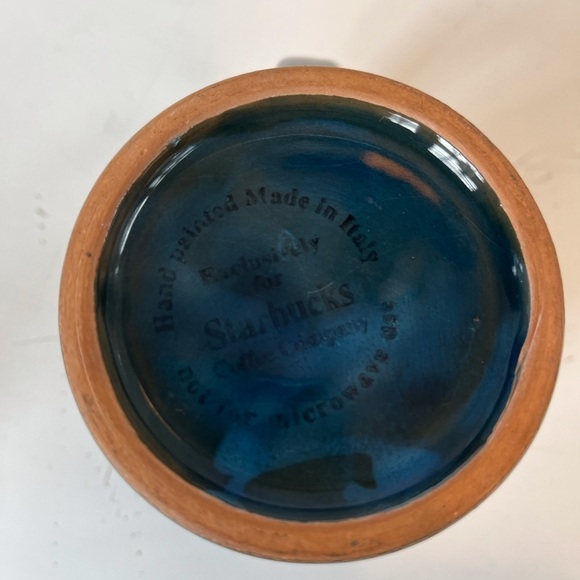 Hand painted Made in Italy
Exclusively
for
Starbucks
Coffee Company
not for microwave use